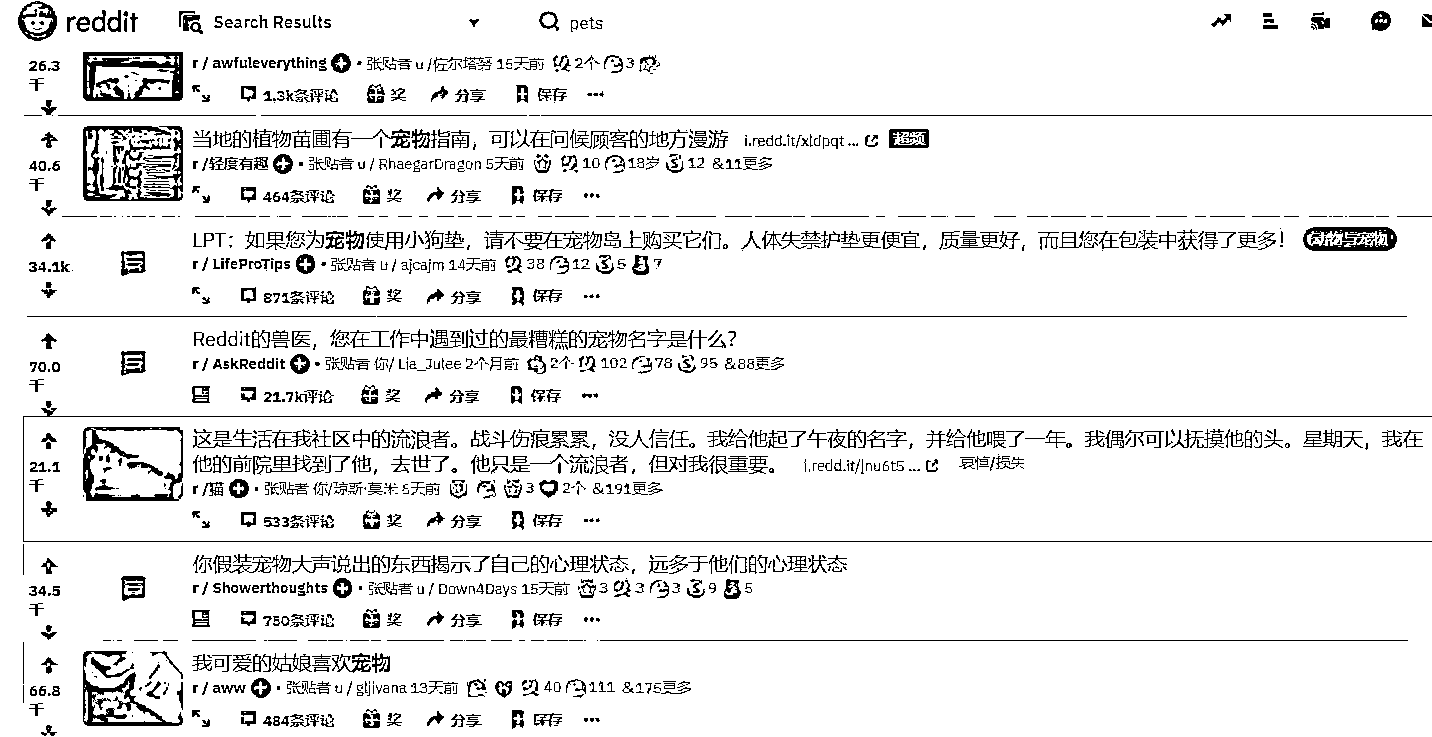 reddit Search Results pets
26.3千
r / awfuleverything • 张贴者 u /佐尔塔努 15天前 2个 3
1.3k条评论 奖 分享 保存 ...
当地的植物苗圃有一个宠物指南，可以在问候顾客的地方漫游 i.redd.it/xldpqt ... 超频
40.6千
r /轻度有趣 • 张贴者 u / RhaegarDragon 5天前 10 18岁 12 &11更多
464条评论 奖 分享 保存 ...
LPT：如果您为宠物使用小狗垫，请不要在宠物岛上购买它们。人体失禁护垫更便宜，质量更好，而且您在包装中获得了更多！ 动物与宠物
34.1k
r / LifeProTips • 张贴者 u / ajcajm 14天前 38 12 5 7
871条评论 奖 分享 保存 ...
Reddit的兽医，您在工作中遇到过的最糟糕的宠物名字是什么？
70.0千
r / AskReddit • 张贴者 你/ Lia_Julee 2个月前 2个 102 78 95 &88更多
21.7k评论 奖 分享 保存 ...
这是生活在我社区中的流浪者。战斗伤痕累累，没人信任。我给他起了午夜的名字，并给他喂了一年。我偶尔可以抚摸他的头。星期天，我在
21.1千
他的前院里找到了他，去世了。他只是一个流浪者，但对我很重要。 i.redd.it/jnu6t5 ... 哀悼/损失
r /猫 • 张贴者 你/琼斯·莫米 6天前 3 2个 &191更多
533条评论 奖 分享 保存 ...
你假装宠物大声说出的东西揭示了自己的心理状态，远多于他们的心理状态
34.5千
r / Showerthoughts • 张贴者 u / Down4Days 15天前 3 3 3 9 5
750条评论 奖 分享 保存 ...
我可爱的姑娘喜欢宠物
66.8千
r / aww • 张贴者 u / gljivana 13天前 40 111 &175更多
484条评论 奖 分享 保存 ...